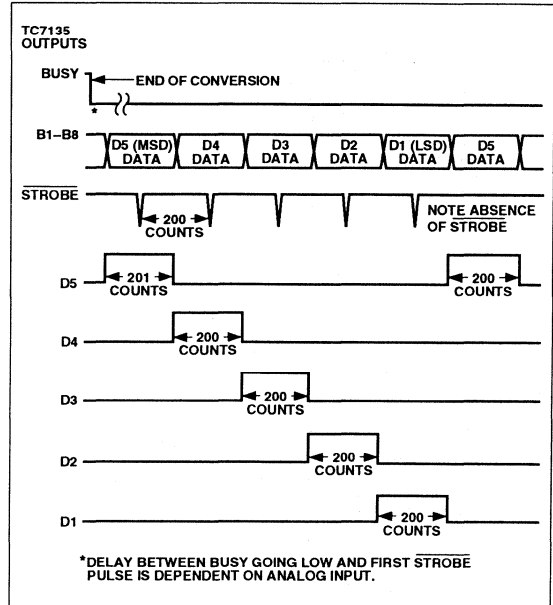 TC7135
OUTPUTS
BUSY
END OF CONVERSION
*
B1–B8
D5 (MSD) DATA
D4 DATA
D3 DATA
D2 DATA
D1 (LSD) DATA
D5 DATA
STROBE
200 COUNTS
NOTE ABSENCE
OF STROBE
D5
201 COUNTS
200 COUNTS
D4
200 COUNTS
D3
200 COUNTS
D2
200 COUNTS
D1
200 COUNTS
*DELAY BETWEEN BUSY GOING LOW AND FIRST STROBE
PULSE IS DEPENDENT ON ANALOG INPUT.